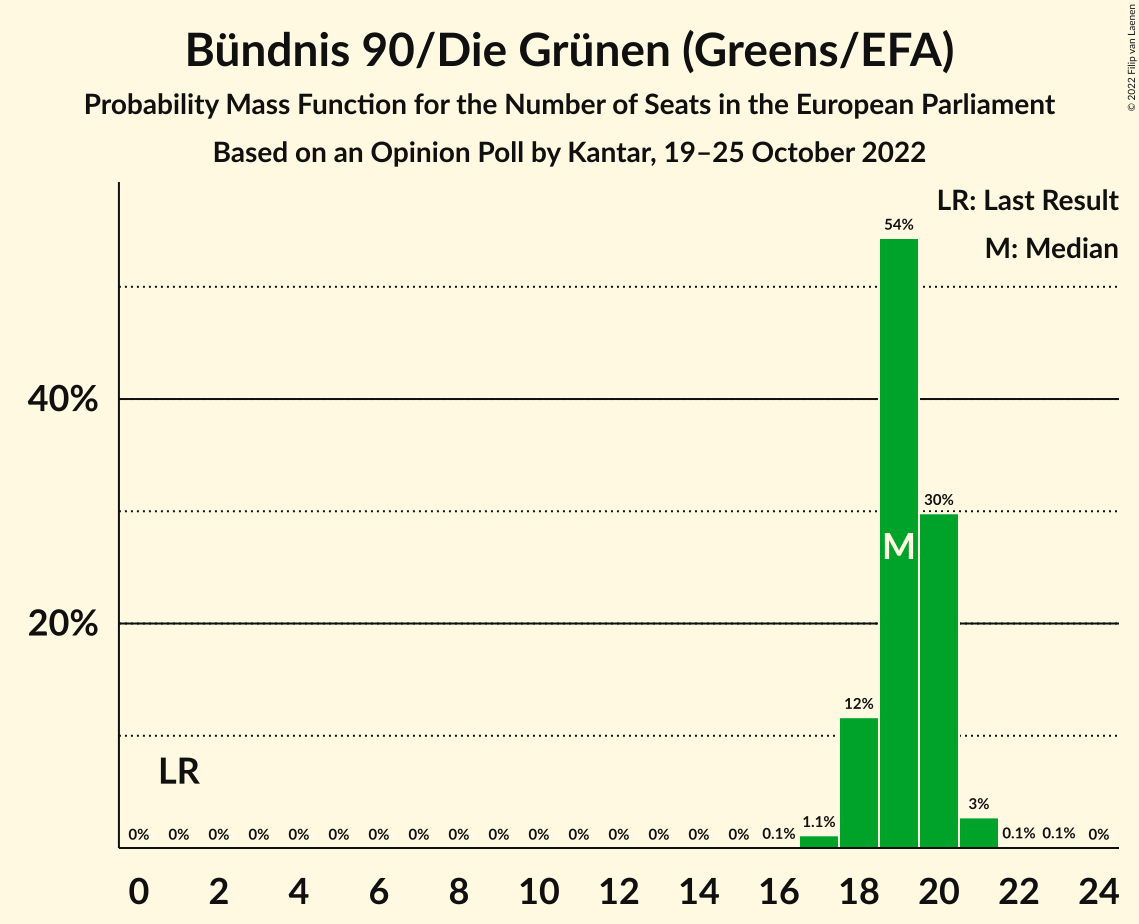 Bündnis 90/Die Grünen (Greens/EFA)
Probability Mass Function for the Number of Seats in the European Parliament
Based on an Opinion Poll by Kantar, 19–25 October 2022
© 2022 Filip van Laenen
LR: Last Result
M: Median
54%
40%
30%
M
20%
12%
LR
3%
1.1%
0% 0% 0% 0% 0% 0% 0% 0% 0% 0% 0% 0% 0% 0% 0% 0% 0.1% 0.1% 0.1% 0%
0 2 4 6 8 10 12 14 16 18 20 22 24